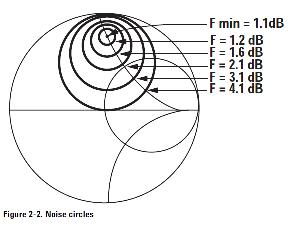 F min = 1.1dB
F = 1.2 dB
F = 1.6 dB
F = 2.1 dB
F = 3.1 dB
F = 4.1 dB
Figure 2-2. Noise circles